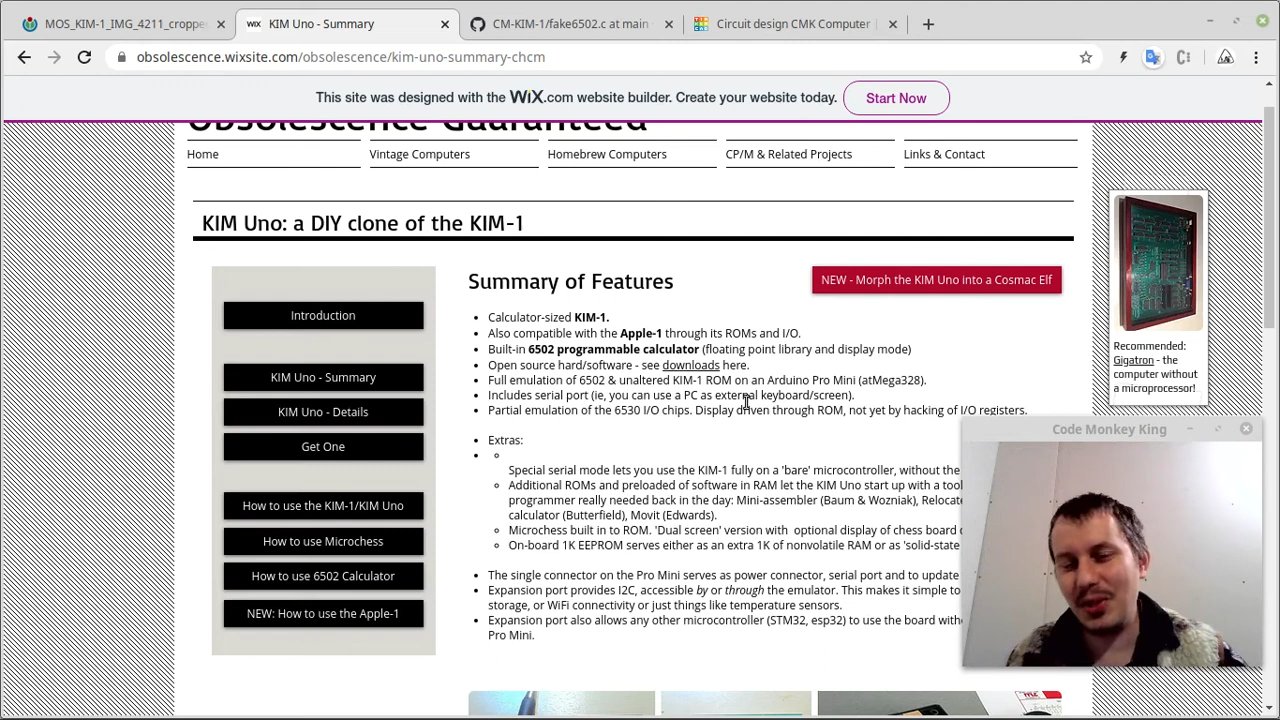 MOS_KIM-1_IMG_4211_cropped
WIX KIM Uno - Summary
CM-KIM-1/fake6502.c at main
Circuit design CMK Computer
obsolescence.wixsite.com/obsolescence/kim-uno-summary-chcm
This site was designed with the WiX.com website builder. Create your website today.
Start Now
Obsolescence Guaranteed
Home
Vintage Computers
Homebrew Computers
CP/M & Related Projects
Links & Contact
KIM Uno: a DIY clone of the KIM-1
Introduction
KIM Uno - Summary
KIM Uno - Details
Get One
How to use the KIM-1/KIM Uno
How to use Microchess
How to use 6502 Calculator
NEW: How to use the Apple-1
Summary of Features
NEW - Morph the KIM Uno into a Cosmac Elf
Calculator-sized KIM-1.
Also compatible with the Apple-1 through its ROMs and I/O.
Built-in 6502 programmable calculator (floating point library and display mode)
Open source hard/software - see downloads here.
Full emulation of 6502 & unaltered KIM-1 ROM on an Arduino Pro Mini (atMega328).
Includes serial port (ie, you can use a PC as external keyboard/screen).
Partial emulation of the 6530 I/O chips. Display driven through ROM, not yet by hacking of I/O registers.
Extras:
Special serial mode lets you use the KIM-1 fully on a 'bare' microcontroller, without the
Additional ROMs and preloaded of software in RAM let the KIM Uno start up with a tool
programmer really needed back in the day: Mini-assembler (Baum & Wozniak), Relocate
calculator (Butterfield), Movit (Edwards).
Microchess built in to ROM. 'Dual screen' version with optional display of chess board
On-board 1K EEPROM serves either as an extra 1K of nonvolatile RAM or as 'solid-state
The single connector on the Pro Mini serves as power connector, serial port and to update
Expansion port provides I2C, accessible by or through the emulator. This makes it simple to
storage, or WiFi connectivity or just things like temperature sensors.
Expansion port also allows any other microcontroller (STM32, esp32) to use the board
Pro Mini.
Recommended:
Gigatron - the
computer without
a microprocessor!
Code Monkey King